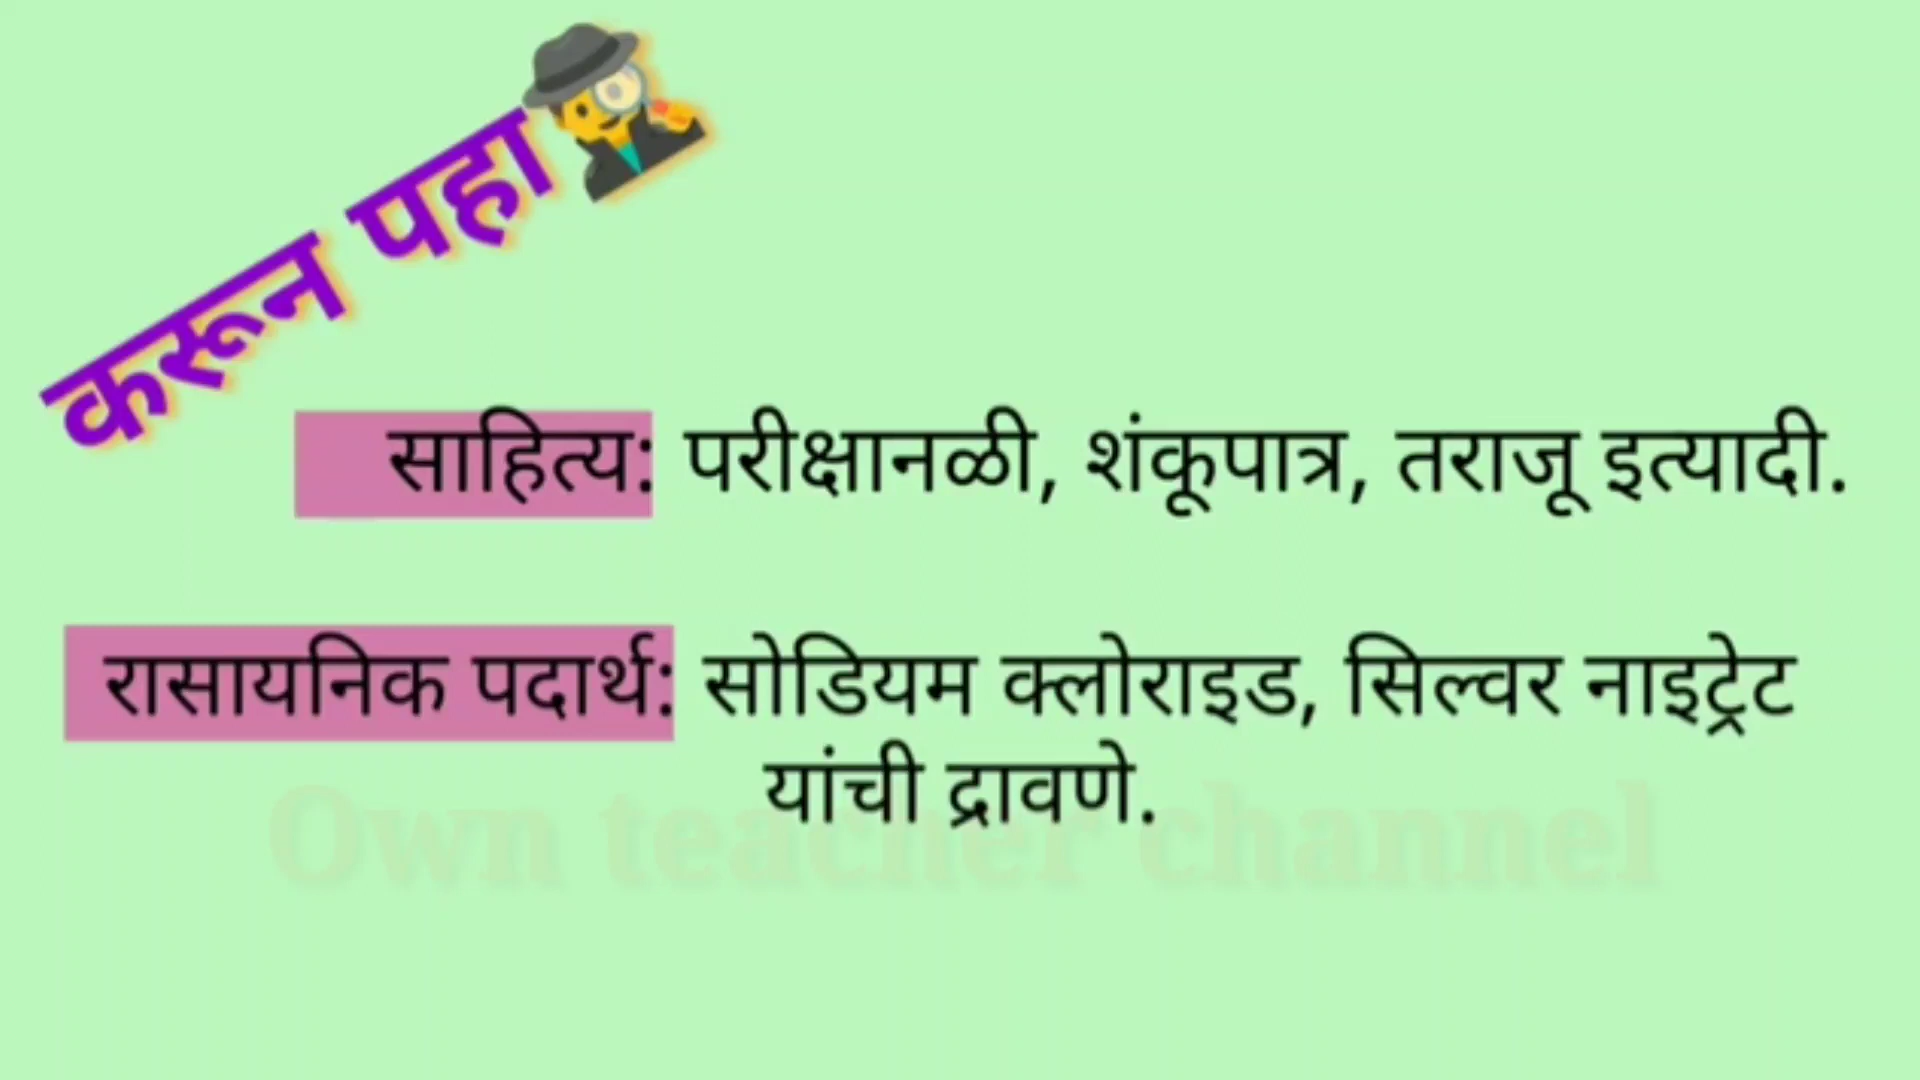 करून पहा
साहित्य: परीक्षानळी, शंकूपात्र, तराजू इत्यादी.
रासायनिक पदार्थ: सोडियम क्लोराइड, सिल्वर नाइट्रेट
यांची द्रावणे.
Own teacher channel